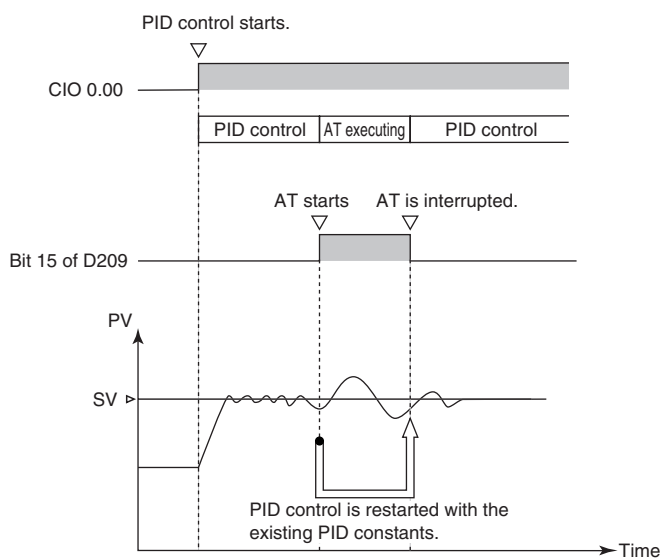 PID control starts.
CIO 0.00
PID control
AT executing
PID control
AT starts
AT is interrupted.
Bit 15 of D209
PV
SV
PID control is restarted with the
existing PID constants.
Time